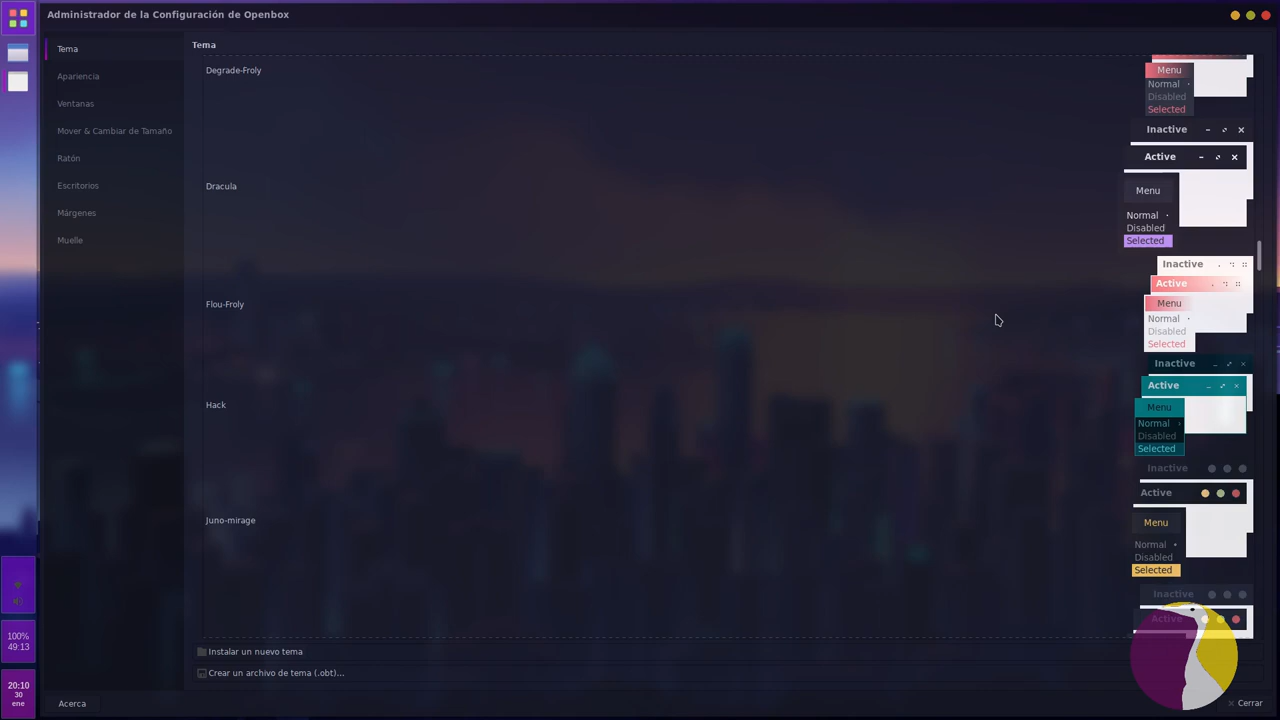 Administrador de la Configuración de Openbox
Tema
Apariencia
Ventanas
Mover & Cambiar de Tamaño
Ratón
Escritorios
Márgenes
Muelle
Tema
Degrade-Froly
Menu
Normal
Disabled
Selected
Dracula
Inactive
Active
Menu
Normal
Disabled
Selected
Flou-Froly
Inactive
Active
Menu
Normal
Disabled
Selected
Hack
Inactive
Active
Menu
Normal
Disabled
Selected
Juno-mirage
Inactive
Active
Menu
Normal
Disabled
Selected
Inactive
Active
Instalar un nuevo tema
Crear un archivo de tema (.obt)...
Acerca
Cerrar
100%
49:13
20:10
30
ene